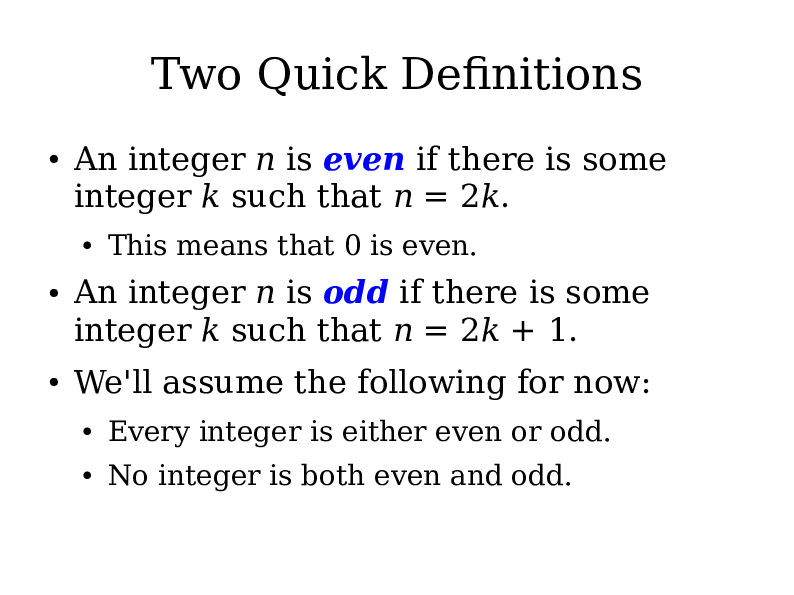 Two Quick Definitions
• An integer n is even if there is some
integer k such that n = 2k.
• This means that 0 is even.
• An integer n is odd if there is some
integer k such that n = 2k + 1.
• We'll assume the following for now:
• Every integer is either even or odd.
• No integer is both even and odd.